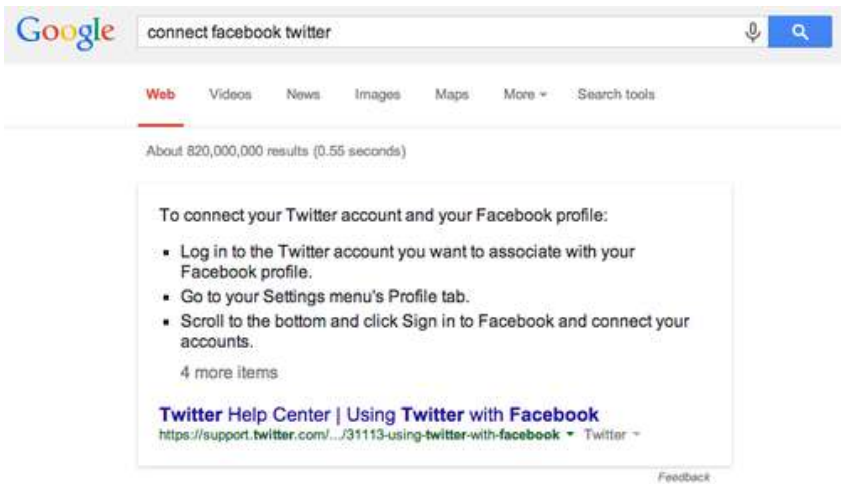 Google connect facebook twitter
Web Videos News Images Maps More Search tools
About 820,000,000 results (0.55 seconds)
To connect your Twitter account and your Facebook profile:
Log in to the Twitter account you want to associate with your
Facebook profile.
Go to your Settings menu's Profile tab.
Scroll to the bottom and click Sign in to Facebook and connect your
accounts.
4 more items
Twitter Help Center | Using Twitter with Facebook
https://support.twitter.com/.../31113-using-twitter-with-facebook Twitter
Feedback